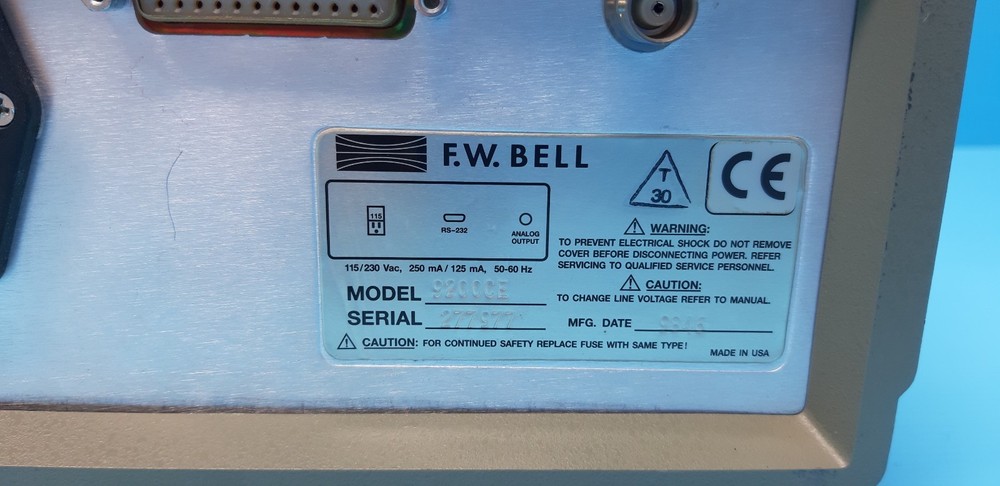 F.W. BELL
T
30
CE
115
RS-232
ANALOG
OUTPUT
115/230 Vac, 250 mA / 125 mA, 50-60 Hz
WARNING:
TO PREVENT ELECTRICAL SHOCK DO NOT REMOVE
COVER BEFORE DISCONNECTING POWER. REFER
SERVICING TO QUALIFIED SERVICE PERSONNEL.
CAUTION:
TO CHANGE LINE VOLTAGE REFER TO MANUAL.
MODEL 9200CE
SERIAL 277977
MFG. DATE
CAUTION: FOR CONTINUED SAFETY REPLACE FUSE WITH SAME TYPE!
MADE IN USA